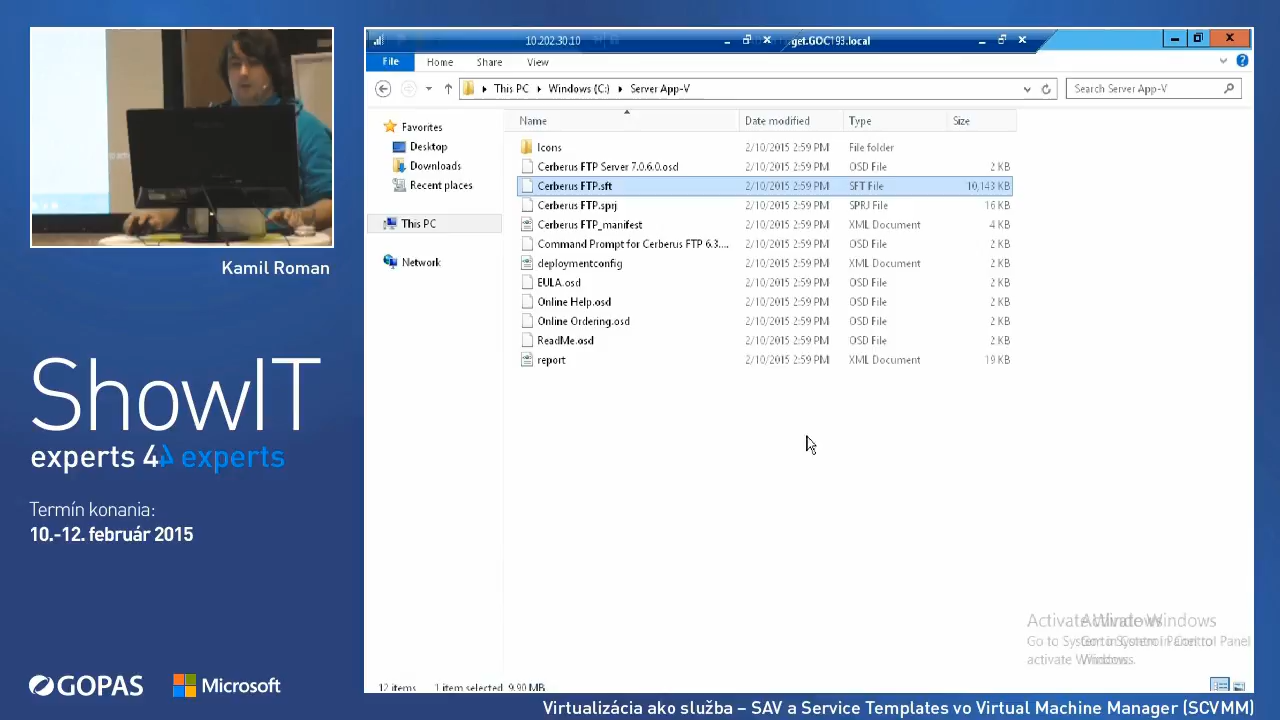 10.202.30.10
get.GOC193.local
File Home Share View
This PC Windows (C:) Server App-V
Search Server App-V
Name Date modified Type Size
Favorites
Desktop
Downloads
Recent places
This PC
Network
Icons 2/10/2015 2:59 PM File folder
Cerberus FTP Server 7.0.6.0.osd 2/10/2015 2:59 PM OSD File 2 KB
Cerberus FTP.sft 2/10/2015 2:59 PM SFT File 10,143 KB
Cerberus FTP.sprj 2/10/2015 2:59 PM SPRJ File 16 KB
Cerberus FTP_manifest 2/10/2015 2:59 PM XML Document 4 KB
Command Prompt for Cerberus FTP 6.3.... 2/10/2015 2:59 PM OSD File 2 KB
deploymentconfig 2/10/2015 2:59 PM XML Document 2 KB
EULA.osd 2/10/2015 2:59 PM OSD File 2 KB
Online Help.osd 2/10/2015 2:59 PM OSD File 2 KB
Online Ordering.osd 2/10/2015 2:59 PM OSD File 2 KB
ReadMe.osd 2/10/2015 2:59 PM OSD File 2 KB
report 2/10/2015 2:59 PM XML Document 19 KB
Activate Windows
Go to System in Control Panel
activate Windows.
12 items 1 item selected 9.90 MB
Kamil Roman
ShowIT
experts 4 experts
Termín konania:
10.-12. február 2015
GOPAS Microsoft
Virtualizácia ako služba – SAV a Service Templates vo Virtual Machine Manager (SCVMM)